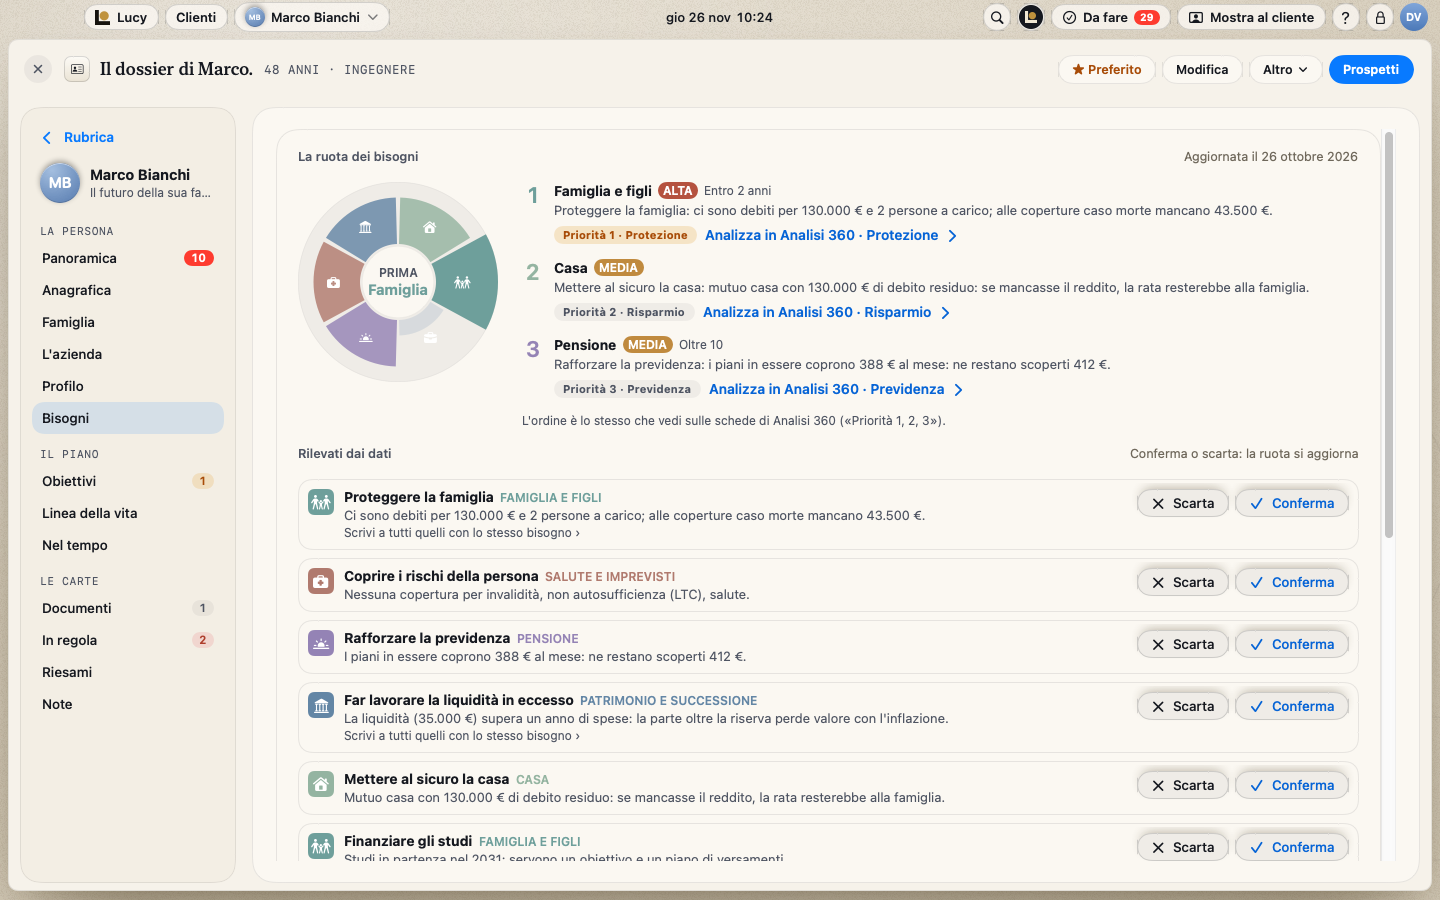 Lucy
Clienti
MB
Marco Bianchi
gio 26 nov 10:24
Da fare 29
Mostra al cliente
?
DV
Il dossier di Marco.
48 ANNI · INGEGNERE
Preferito
Modifica
Altro
Prospetti
Rubrica
MB
Marco Bianchi
Il futuro della sua fa...
LA PERSONA
Panoramica 10
Anagrafica
Famiglia
L'azienda
Profilo
Bisogni
IL PIANO
Obiettivi 1
Linea della vita
Nel tempo
LE CARTE
Documenti 1
In regola 2
Riesami
Note
La ruota dei bisogni
Aggiornata il 26 ottobre 2026
PRIMA
Famiglia
1 Famiglia e figli ALTA Entro 2 anni
Proteggere la famiglia: ci sono debiti per 130.000 € e 2 persone a carico; alle coperture caso morte mancano 43.500 €.
Priorità 1 · Protezione Analizza in Analisi 360 · Protezione
2 Casa MEDIA
Mettere al sicuro la casa: mutuo casa con 130.000 € di debito residuo: se mancasse il reddito, la rata resterebbe alla famiglia.
Priorità 2 · Risparmio Analizza in Analisi 360 · Risparmio
3 Pensione MEDIA Oltre 10
Rafforzare la previdenza: i piani in essere coprono 388 € al mese: ne restano scoperti 412 €.
Priorità 3 · Previdenza Analizza in Analisi 360 · Previdenza
L'ordine è lo stesso che vedi sulle schede di Analisi 360 («Priorità 1, 2, 3»).
Rilevati dai dati
Conferma o scarta: la ruota si aggiorna
Proteggere la famiglia FAMIGLIA E FIGLI
Ci sono debiti per 130.000 € e 2 persone a carico; alle coperture caso morte mancano 43.500 €.
Scrivi a tutti quelli con lo stesso bisogno ›
Scarta
Conferma
Coprire i rischi della persona SALUTE E IMPREVISTI
Nessuna copertura per invalidità, non autosufficienza (LTC), salute.
Scarta
Conferma
Rafforzare la previdenza PENSIONE
I piani in essere coprono 388 € al mese: ne restano scoperti 412 €.
Scarta
Conferma
Far lavorare la liquidità in eccesso PATRIMONIO E SUCCESSIONE
La liquidità (35.000 €) supera un anno di spese: la parte oltre la riserva perde valore con l'inflazione.
Scrivi a tutti quelli con lo stesso bisogno ›
Scarta
Conferma
Mettere al sicuro la casa CASA
Mutuo casa con 130.000 € di debito residuo: se mancasse il reddito, la rata resterebbe alla famiglia.
Scarta
Conferma
Finanziare gli studi FAMIGLIA E FIGLI
Studi in partenza nel 2031: servono un obiettivo e un piano di versamenti.
Scarta
Conferma